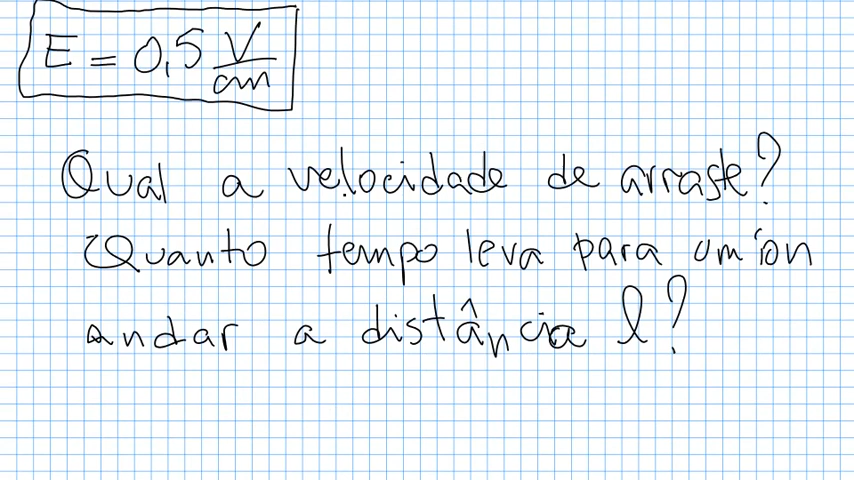 E = 0,5 V/cm
Qual a velocidade de arraste?
Quanto tempo leva para um íon
andar a distância l?